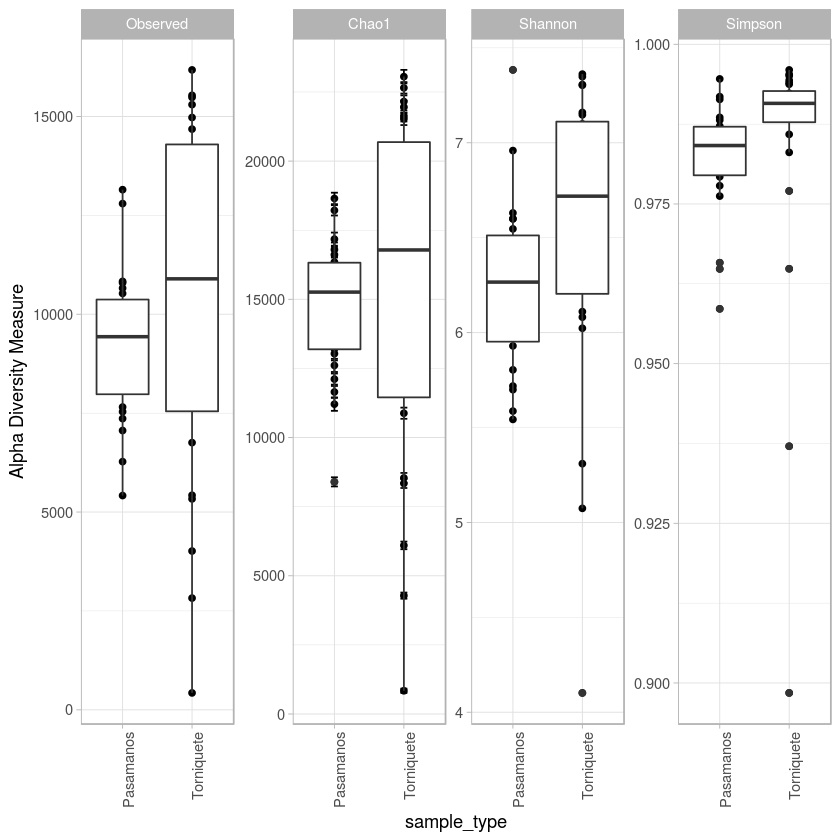 Observed
Chao1
Shannon
Simpson
Alpha Diversity Measure
15000
10000
5000
0
20000
15000
10000
5000
0
7
6
5
4
1.000
0.975
0.950
0.925
0.900
Pasamanos
Torniquete
Pasamanos
Torniquete
Pasamanos
Torniquete
Pasamanos
Torniquete
sample_type